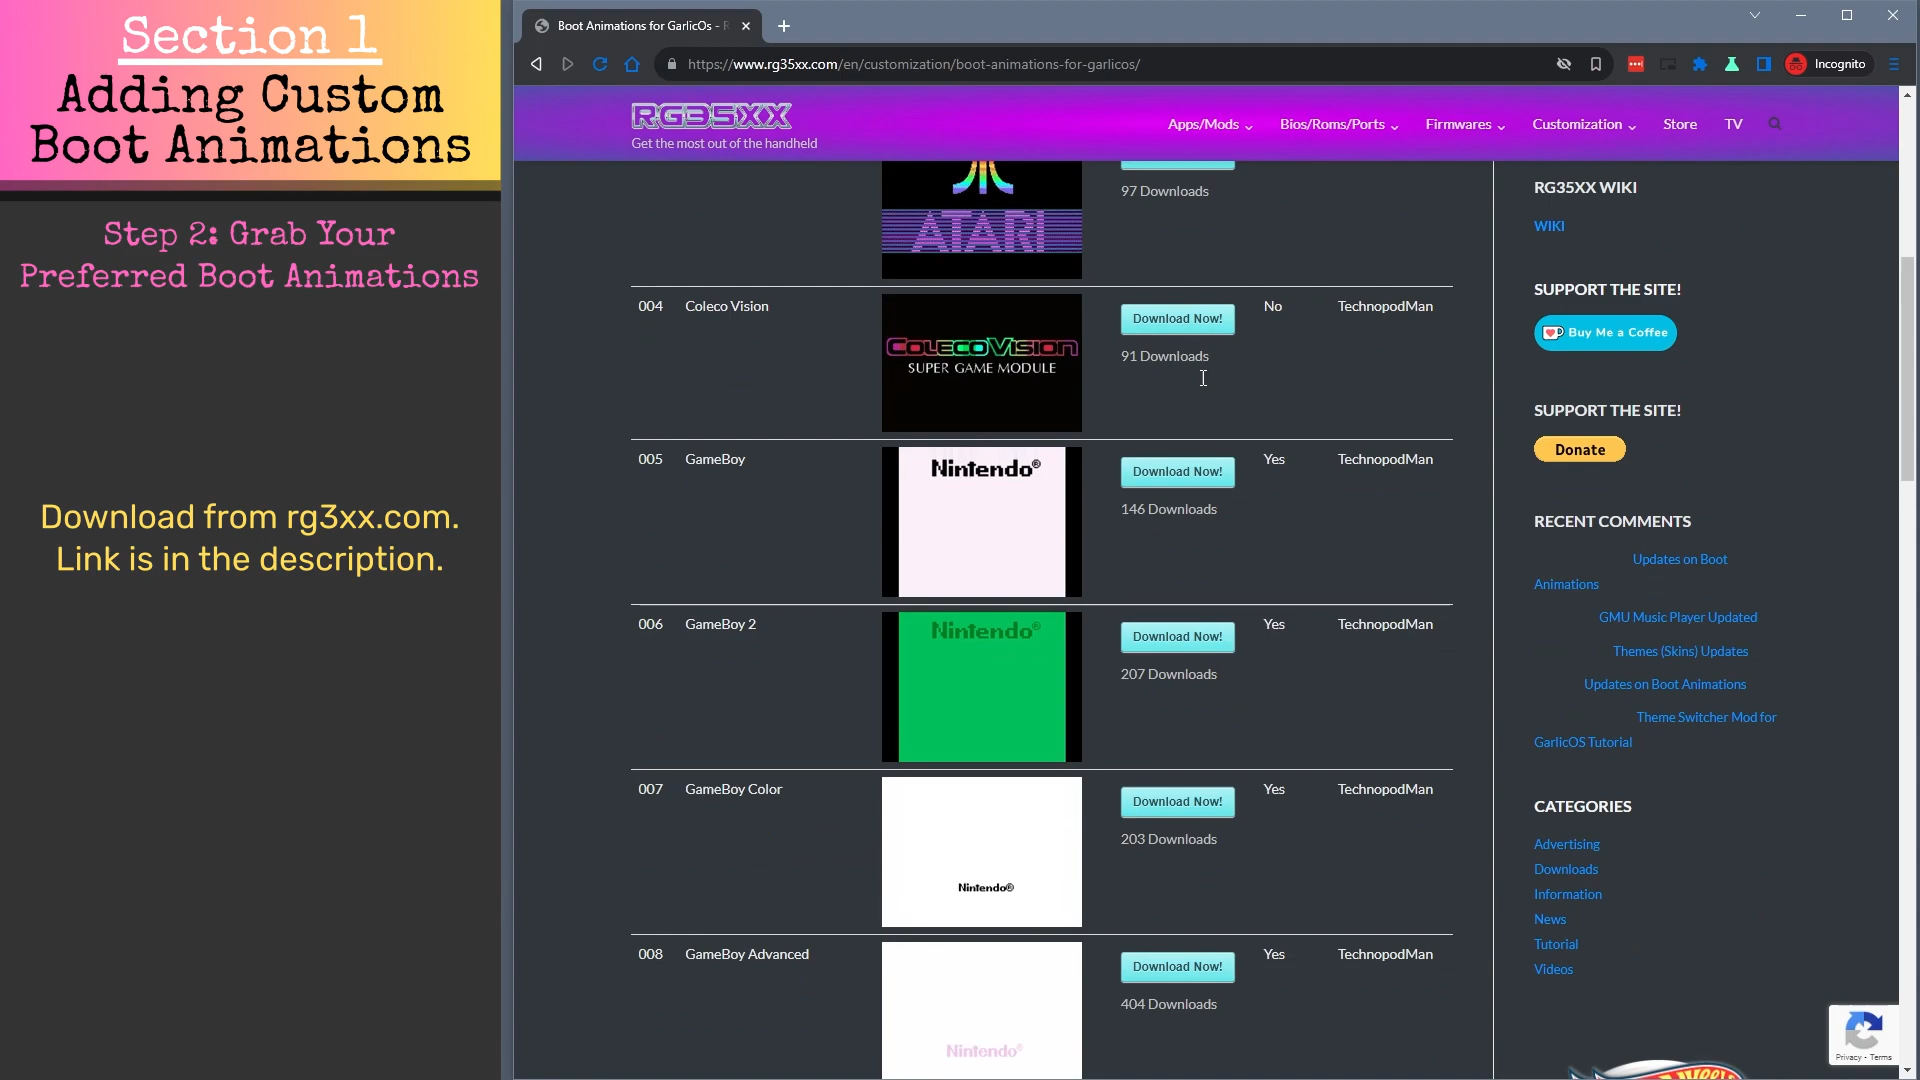 Section 1
Adding Custom
Boot Animations
Step 2: Grab Your
Preferred Boot Animations
Download from rg3xx.com.
Link is in the description.
Boot Animations for GarlicOs - R
https://www.rg35xx.com/en/customization/boot-animations-for-garlicos/
Incognito
RG35XX
Get the most out of the handheld
Apps/Mods
Bios/Roms/Ports
Firmwares
Customization
Store
TV
ATARI
97 Downloads
004
Coleco Vision
COLECOVISION
SUPER GAME MODULE
Download Now!
91 Downloads
No
TechnopodMan
005
GameBoy
Nintendo®
Download Now!
146 Downloads
Yes
TechnopodMan
006
GameBoy 2
Nintendo®
Download Now!
207 Downloads
Yes
TechnopodMan
007
GameBoy Color
Nintendo®
Download Now!
203 Downloads
Yes
TechnopodMan
008
GameBoy Advanced
Nintendo®
Download Now!
404 Downloads
Yes
TechnopodMan
RG35XX WIKI
WIKI
SUPPORT THE SITE!
Buy Me a Coffee
SUPPORT THE SITE!
Donate
RECENT COMMENTS
Updates on Boot
Animations
GMU Music Player Updated
Themes (Skins) Updates
Updates on Boot Animations
Theme Switcher Mod for
GarlicOS Tutorial
CATEGORIES
Advertising
Downloads
Information
News
Tutorial
Videos
Privacy - Terms